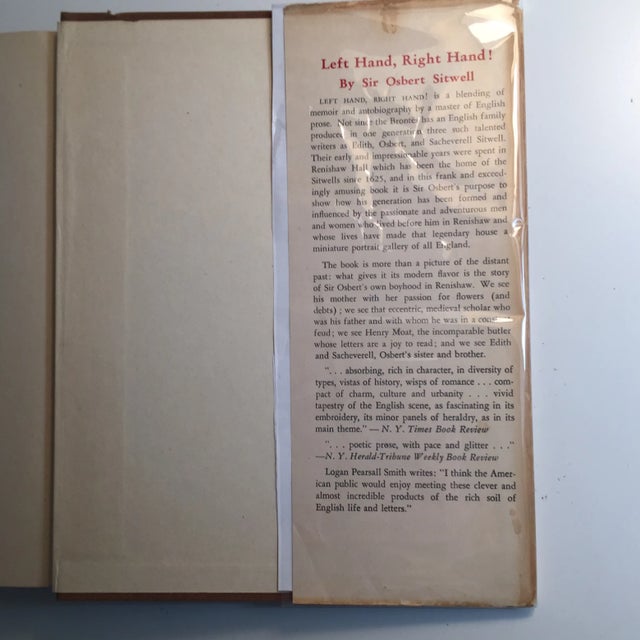 Left Hand, Right Hand!
By Sir Osbert Sitwell
LEFT HAND, RIGHT HAND! is a blending of
memoir and autobiography by a master of English
prose. Not since the Brontës has an English family
produced in one generation three such talented
writers as Edith, Osbert, and Sacheverell Sitwell.
Their early and impressionable years were spent in
Renishaw Hall which has been the home of the
Sitwells since 1625, and in this frank and exceed-
ingly amusing book it is Sir Osbert's purpose to
show how his generation has been formed and
influenced by the passionate and adventurous men
and women who lived before him in Renishaw and
whose lives have made that legendary house a
miniature portrait gallery of all England.
The book is more than a picture of the distant
past: what gives it its modern flavor is the story
of Sir Osbert's own boyhood in Renishaw. We see
his mother with her passion for flowers (and
debts); we see that eccentric, medieval scholar who
was his father and with whom he was in a constant
feud; we see Henry Moat, the incomparable butler
whose letters are a joy to read; and we see Edith
and Sacheverell, Osbert's sister and brother.
". . . absorbing, rich in character, in diversity of
types, vistas of history, wisps of romance . . . com-
pact of charm, culture and urbanity . . . vivid
tapestry of the English scene, as fascinating in its
embroidery, its minor panels of heraldry, as in its
main theme." — N. Y. Times Book Review
". . . poetic prose, with pace and glitter . . ."
—N. Y. Herald-Tribune Weekly Book Review
Logan Pearsall Smith writes: "I think the Amer-
ican public would enjoy meeting these clever and
almost incredible products of the rich soil of
English life and letters."